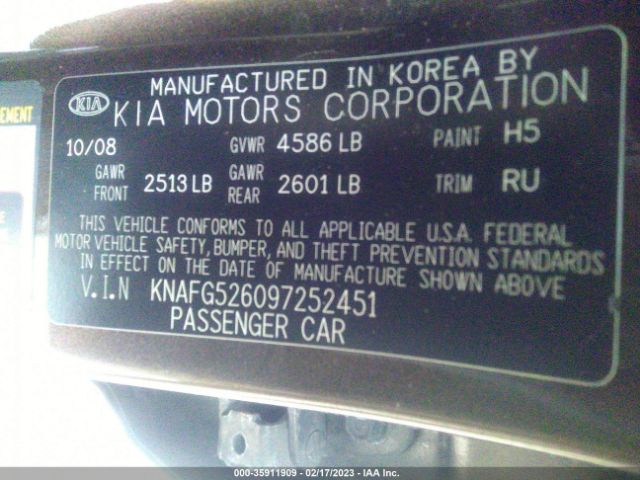 MANUFACTURED IN KOREA BY
KIA KIA MOTORS CORPORATION
10/08 GVWR 4586 LB PAINT H5
GAWR FRONT 2513 LB GAWR REAR 2601 LB TRIM RU
THIS VEHICLE CONFORMS TO ALL APPLICABLE U.S.A. FEDERAL
MOTOR VEHICLE SAFETY, BUMPER, AND THEFT PREVENTION STANDARDS
IN EFFECT ON THE DATE OF MANUFACTURE SHOWN ABOVE
V.I.N KNAFG526097252451
PASSENGER CAR
000-35911909 - 02/17/2023 - IAA Inc.